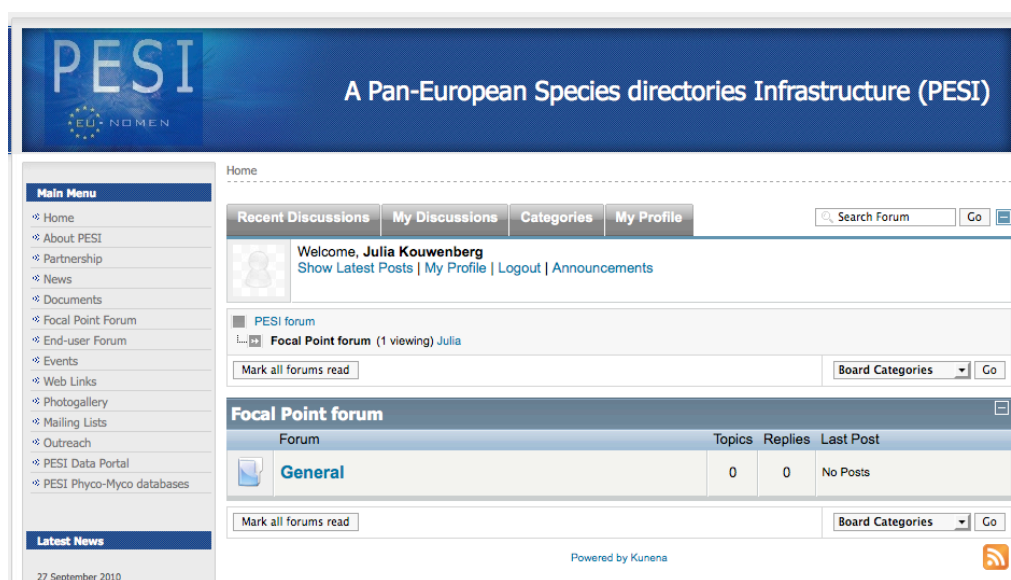 PESI
EU-NOMEN
A Pan-European Species directories Infrastructure (PESI)
Main Menu
Home
About PESI
Partnership
News
Documents
Focal Point Forum
End-user Forum
Events
Web Links
Photogallery
Mailing Lists
Outreach
PESI Data Portal
PESI Phyco-Myco databases
Latest News
27 September 2010
Home
Recent Discussions My Discussions Categories My Profile Search Forum Go
Welcome, Julia Kouwenberg
Show Latest Posts | My Profile | Logout | Announcements
PESI forum
Focal Point forum (1 viewing) Julia
Mark all forums read Board Categories Go
Focal Point forum
Forum Topics Replies Last Post
General 0 0 No Posts
Mark all forums read Board Categories Go
Powered by Kunena